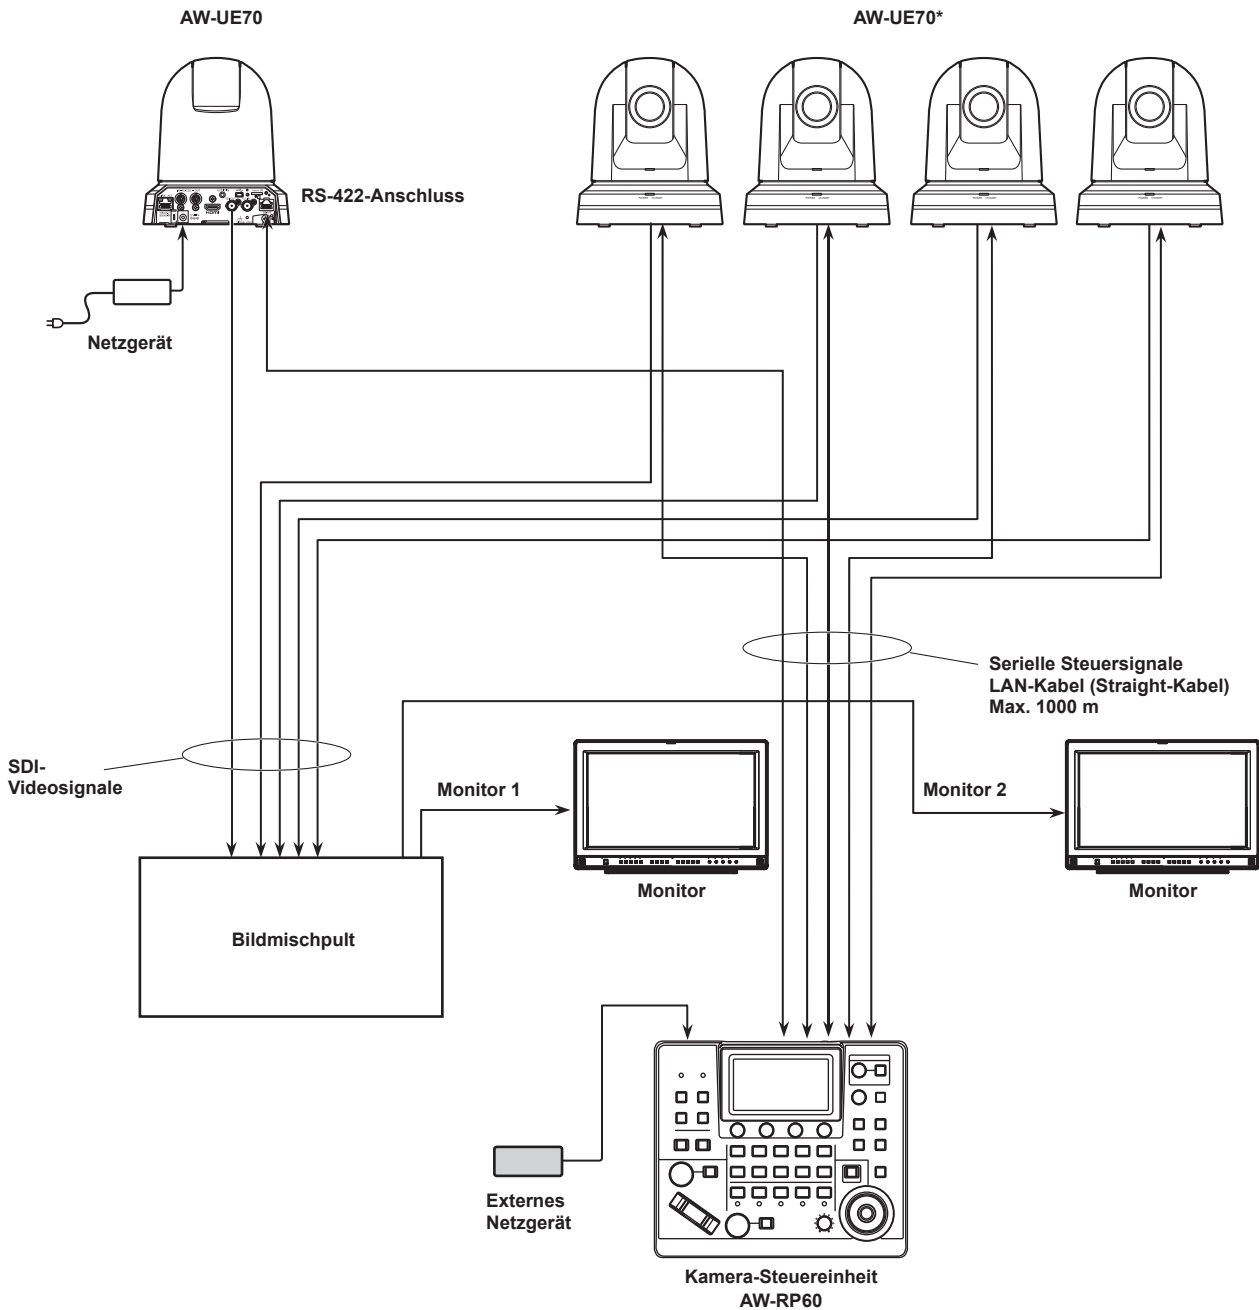 AW-UE70
AW-UE70*
RS-422-Anschluss
Netzgerät
Serielle Steuersignale
LAN-Kabel (Straight-Kabel)
Max. 1000 m
SDI-
Videosignale
Monitor 1
Monitor 2
Monitor
Monitor
Bildmischpult
Externes
Netzgerät
Kamera-Steuereinheit
AW-RP60